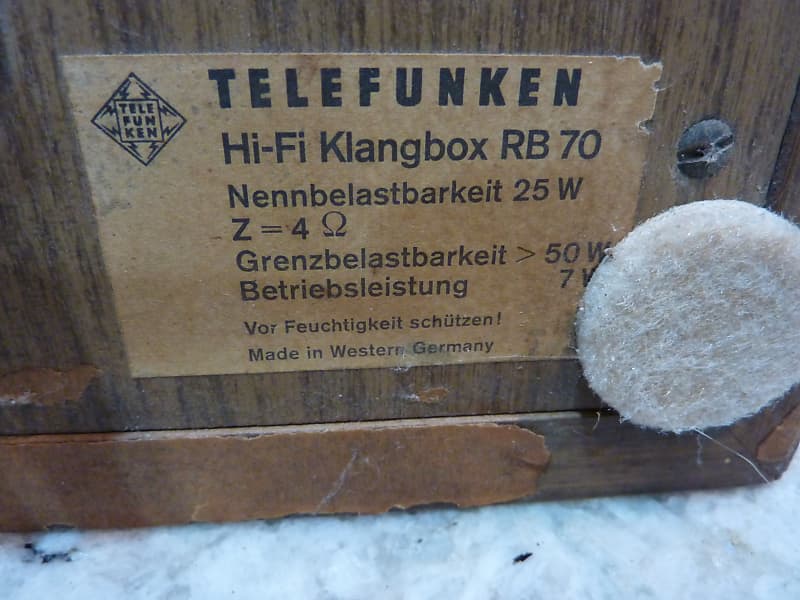 TELEFUNKEN
TELE
FUN
KEN
Hi-Fi Klangbox RB 70
Nennbelastbarkeit 25 W
Z = 4 Ω
Grenzbelastbarkeit > 50 W
Betriebsleistung 7 W
Vor Feuchtigkeit schützen!
Made in Western Germany